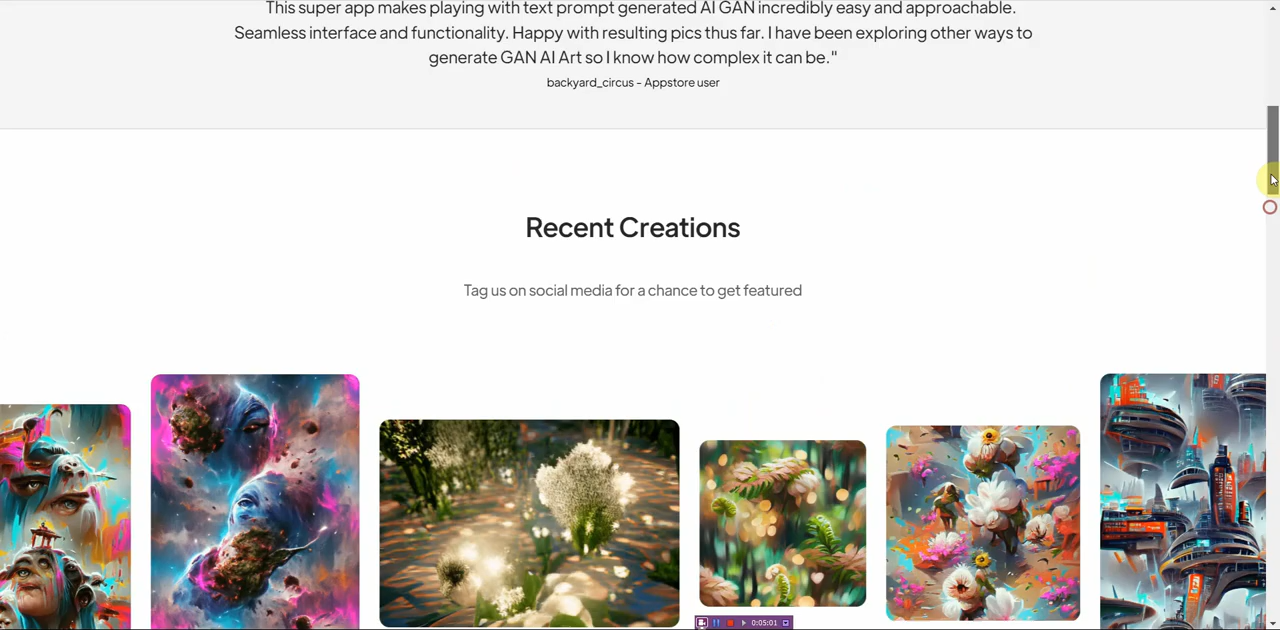 This super app makes playing with text prompt generated AI GAN incredibly easy and approachable.
Seamless interface and functionality. Happy with resulting pics thus far. I have been exploring other ways to
generate GAN AI Art so I know how complex it can be."
backyard_circus - Appstore user
Recent Creations
Tag us on social media for a chance to get featured
0:05:01